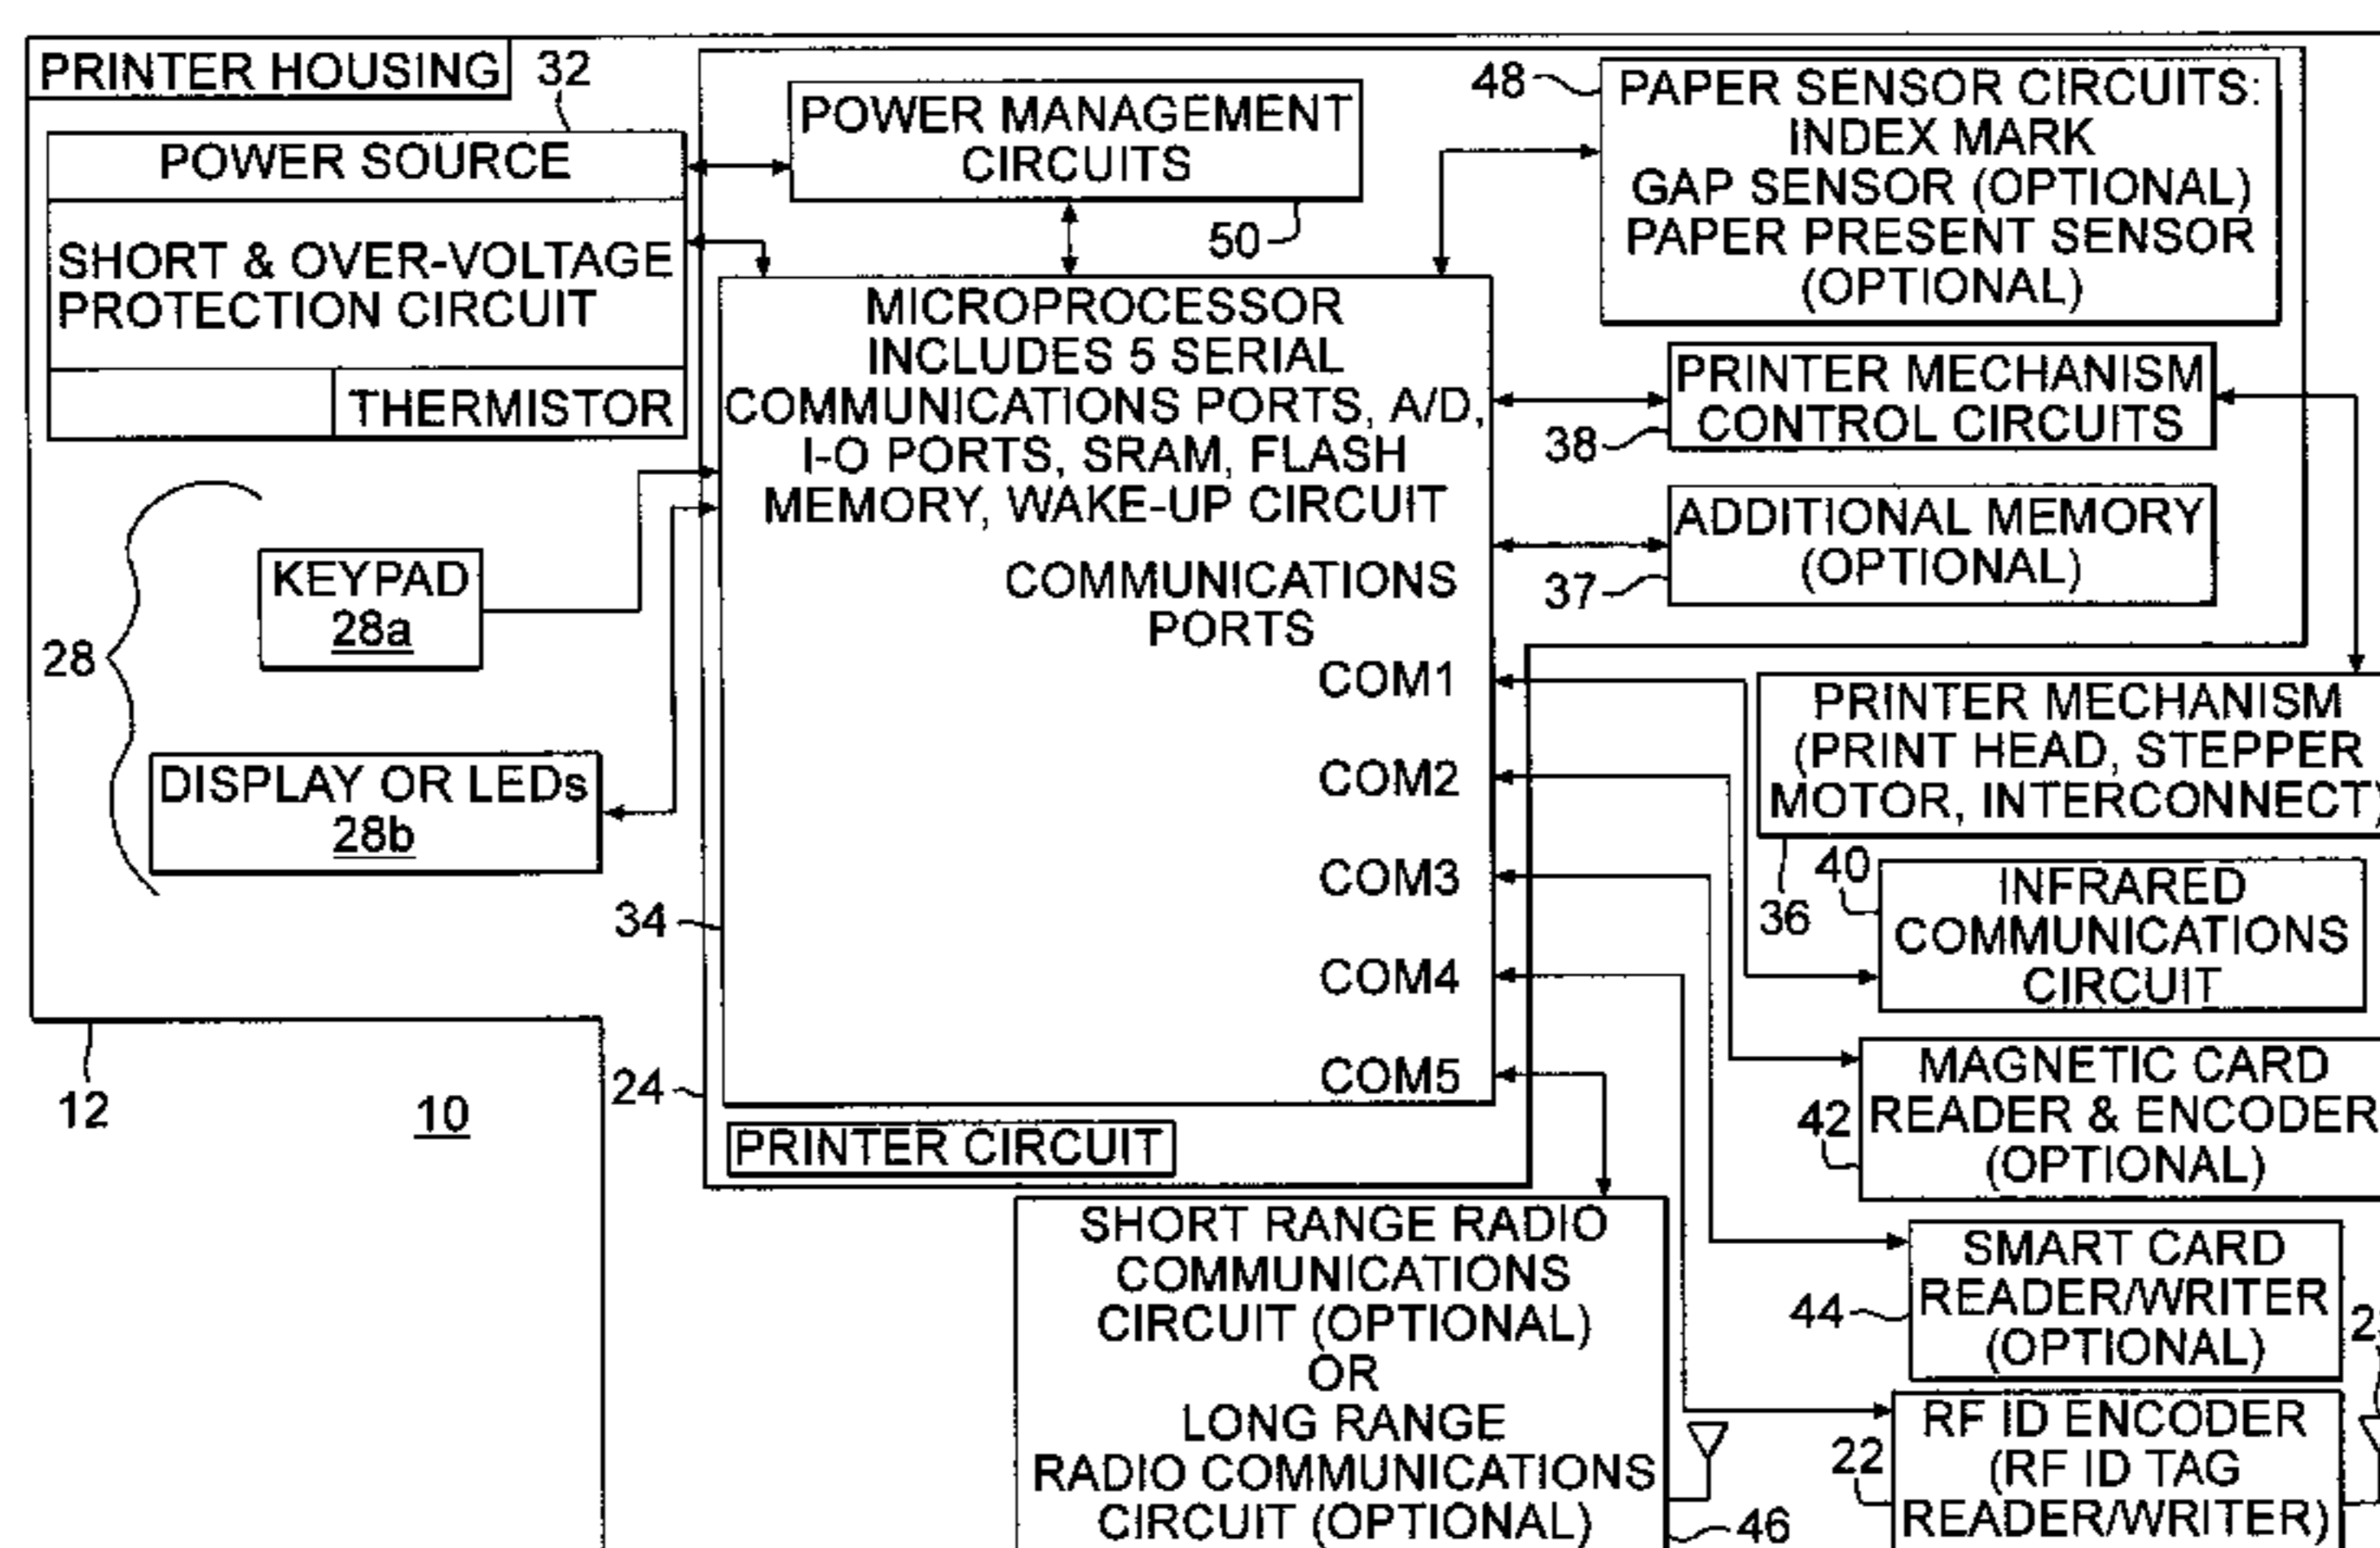 PRINTER HOUSING
32
POWER SOURCE
SHORT & OVER-VOLTAGE
PROTECTION CIRCUIT
THERMISTOR
POWER MANAGEMENT
CIRCUITS
50
48
PAPER SENSOR CIRCUITS:
INDEX MARK
GAP SENSOR (OPTIONAL)
PAPER PRESENT SENSOR
(OPTIONAL)
MICROPROCESSOR
INCLUDES 5 SERIAL
COMMUNICATIONS PORTS, A/D,
I-O PORTS, SRAM, FLASH
MEMORY, WAKE-UP CIRCUIT
COMMUNICATIONS
PORTS
COM1
COM2
COM3
COM4
COM5
PRINTER MECHANISM
CONTROL CIRCUITS
38
ADDITIONAL MEMORY
(OPTIONAL)
37
28
KEYPAD
28a
DISPLAY OR LEDs
28b
34
24
12
10
PRINTER CIRCUIT
PRINTER MECHANISM
(PRINT HEAD, STEPPER
MOTOR, INTERCONNECT)
36
40
INFRARED
COMMUNICATIONS
CIRCUIT
MAGNETIC CARD
READER & ENCODER
(OPTIONAL)
42
SMART CARD
READER/WRITER
(OPTIONAL)
44
SHORT RANGE RADIO
COMMUNICATIONS
CIRCUIT (OPTIONAL)
OR
LONG RANGE
RADIO COMMUNICATIONS
CIRCUIT (OPTIONAL)
46
RF ID ENCODER
(RF ID TAG
READER/WRITER)
22